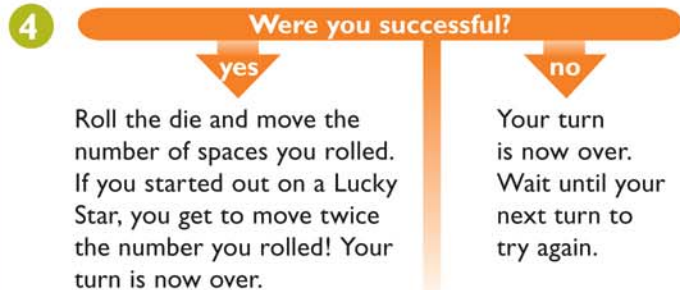 4
Were you successful?
yes
Roll the die and move the
number of spaces you rolled.
If you started out on a Lucky
Star, you get to move twice
the number you rolled! Your
turn is now over.
no
Your turn
is now over.
Wait until your
next turn to
try again.